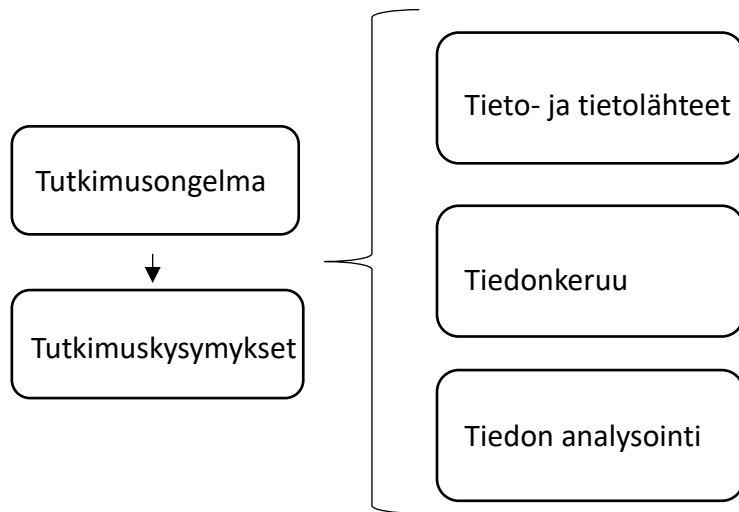 Tutkimusongelma
Tutkimuskysymykset
Tieto- ja tietolähteet
Tiedonkeruu
Tiedon analysointi